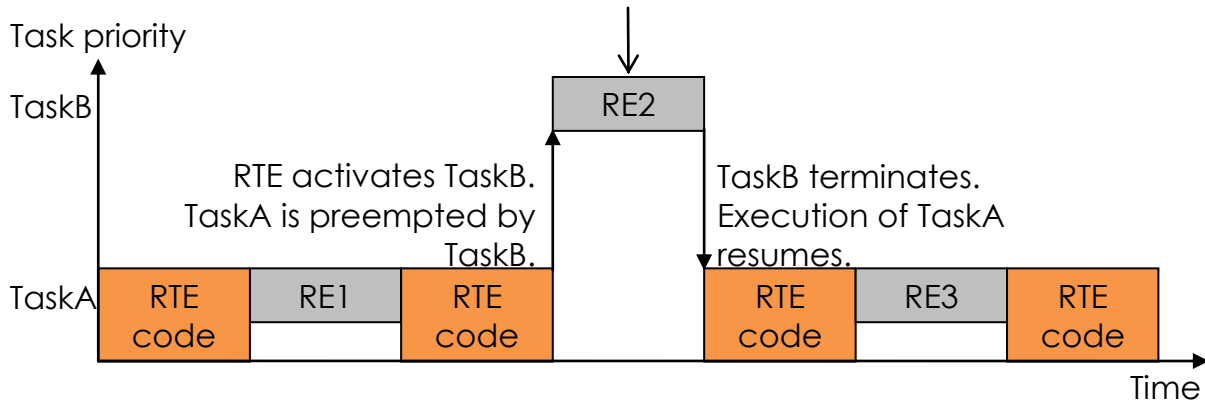 Task priority
TaskB
RE2
RTE activates TaskB.
TaskA is preempted by
TaskB.
TaskB terminates.
Execution of TaskA
resumes.
TaskA
RTE
code
RE1
RTE
code
RTE
code
RE3
RTE
code
Time